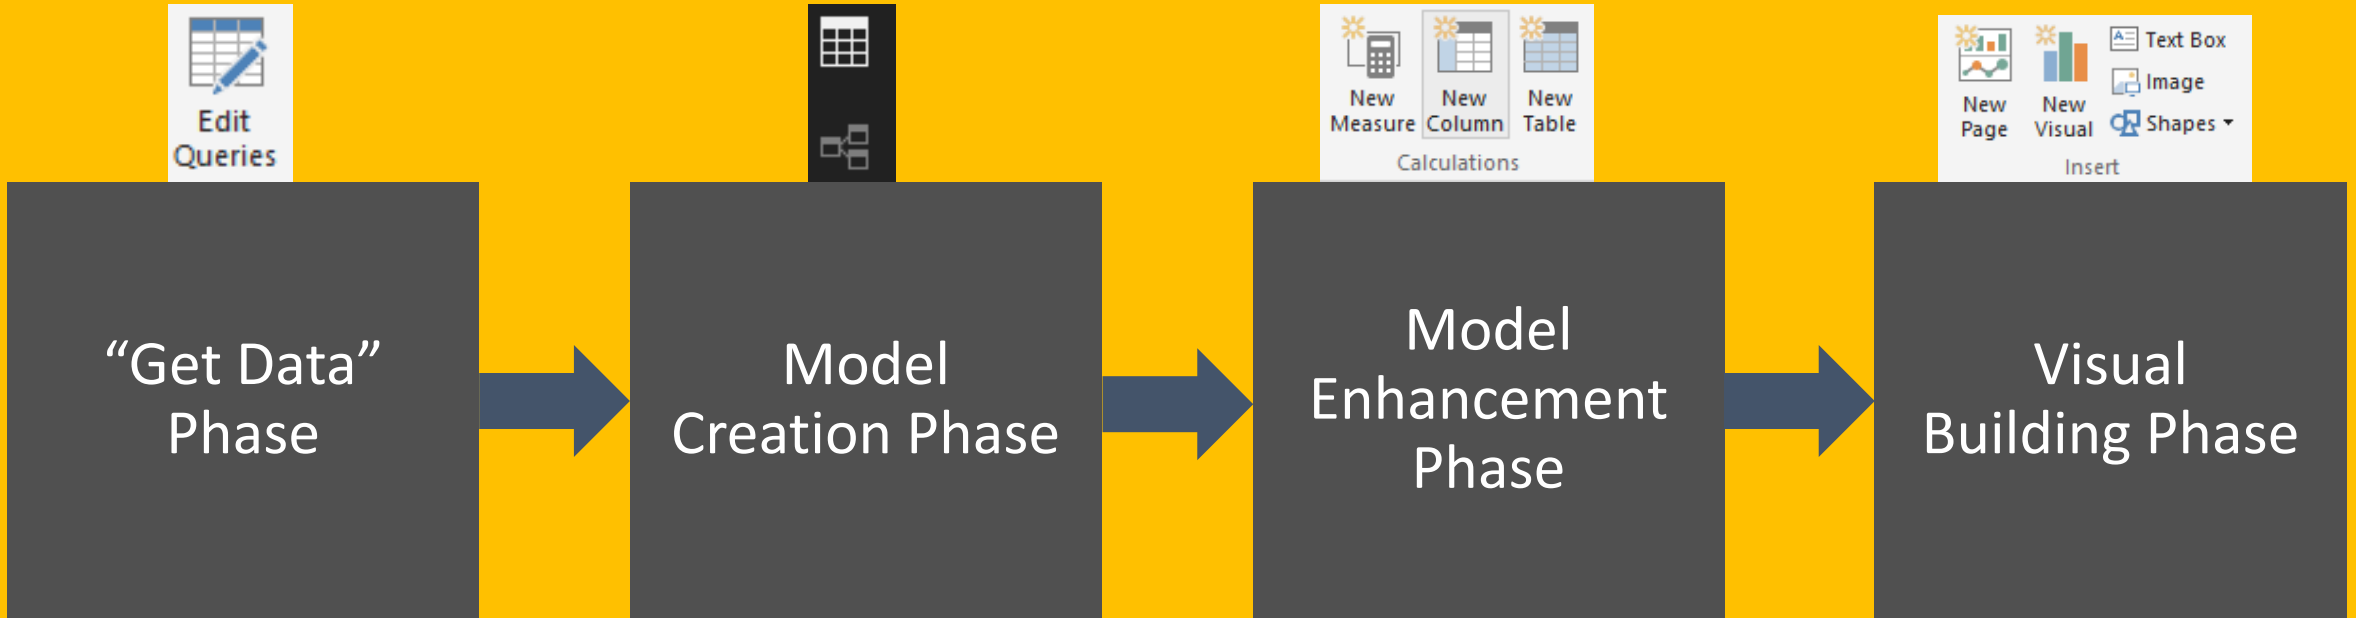 Edit
Queries
New
Measure
New
Column
New
Table
Calculations
New
Page
New
Visual
Text Box
Image
Shapes
Insert
“Get Data”
Phase
Model
Creation Phase
Model
Enhancement
Phase
Visual
Building Phase